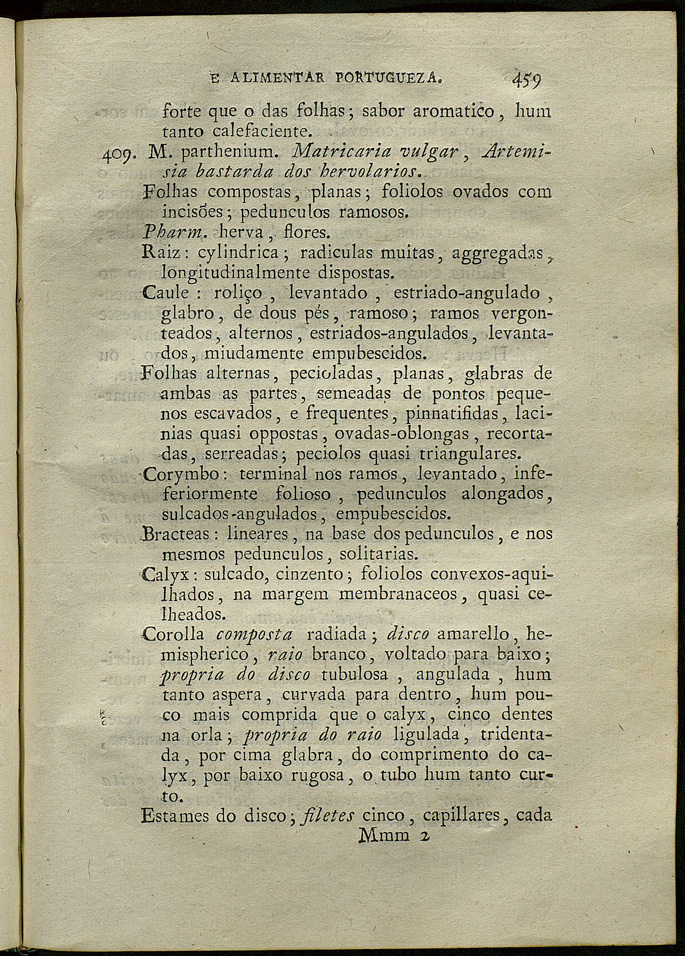 E ALIMENTAR PORTUGUEZA. 459
forte que o das folhas; sabor aromatico, hum
tanto calefaciente.
409. M. parthenium. Matricaria vulgar, Artemi-
sia bastarda dos hervolarios.
Folhas compostas, planas; foliolos ovados com
incisões; pedunculos ramosos.
Pharm. herva, flores.
Raiz: cylindrica; radiculas muitas, aggregadas,
longitudinalmente dispostas.
Caule: roliço, levantado, estriado-angulado,
glabro, de dous pés, ramoso; ramos vergon-
teados, alternos, estriados-angulados, levanta-
dos, miudamente empubescidos.
Folhas alternas, pecioladas, planas, glabras de
ambas as partes, semeadas de pontos peque-
nos escavados, e frequentes, pinnatifidas, laci-
nias quasi oppostas, ovadas-oblongas, recorta-
das, serreadas; peciolos quasi triangulares.
Corymbo: terminal nos ramos, levantado, infe-
feriormente folioso, pedunculos alongados,
sulcados-angulados, empubescidos.
Bracteas: lineares, na base dos pedunculos, e nos
mesmos pedunculos, solitarias.
Calyx: sulcado, cinzento; foliolos convexos-aqui-
lhados, na margem membranaceos, quasi ce-
lheados.
Corolla composta radiada; disco amarello, he-
mispherico, raio branco, voltado para baixo;
propria do disco tubulosa, angulada, hum
tanto aspera, curvada para dentro, hum pou-
co mais comprida que o calyx, cinco dentes
na orla; propria do raio ligulada, tridenta-
da, por cima glabra, do comprimento do ca-
lyx, por baixo rugosa, o tubo hum tanto cur-
to.
Estames do disco; filetes cinco, capillares, cada
Mmm 2